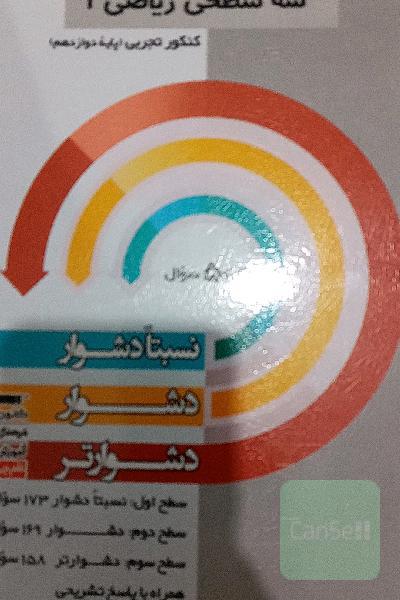 سه سطحی ریاضی
کنکور تجربی (پایهٔ دوازدهم)
سؤال
نسبتاً دشوار
دشوار
دشوارتر
سطح اول: نسبتاً دشوار ۱۷۳
سطح دوم: دشوار ۱۶۹
سطح سوم: دشوارتر ۱۵۸
همراه با پاسخ تشریحی
CanSell